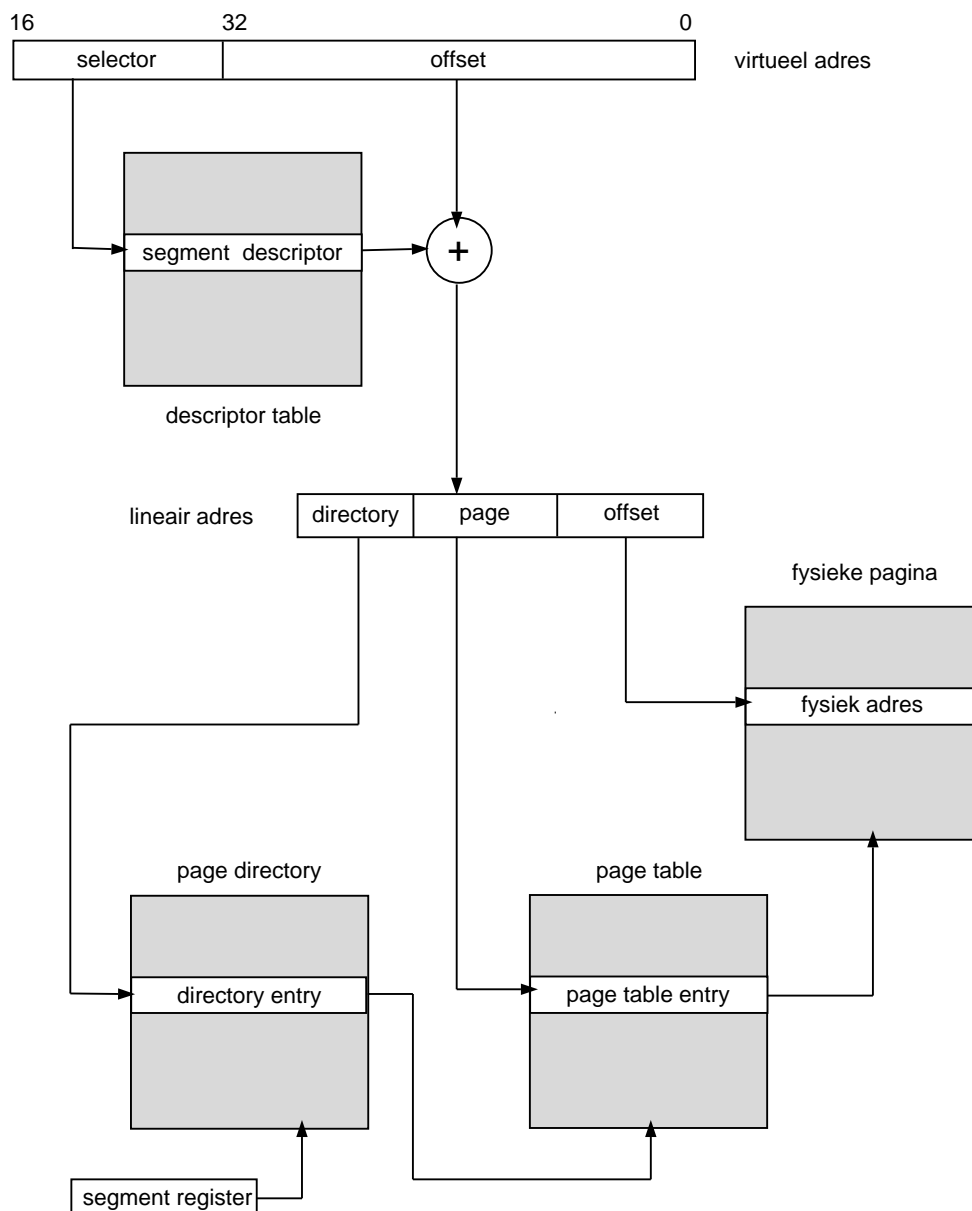 16 32 0
selector offset virtueel adres
segment descriptor +
descriptor table
lineair adres directory page offset
fysieke pagina
fysiek adres
page directory page table
directory entry page table entry
segment register